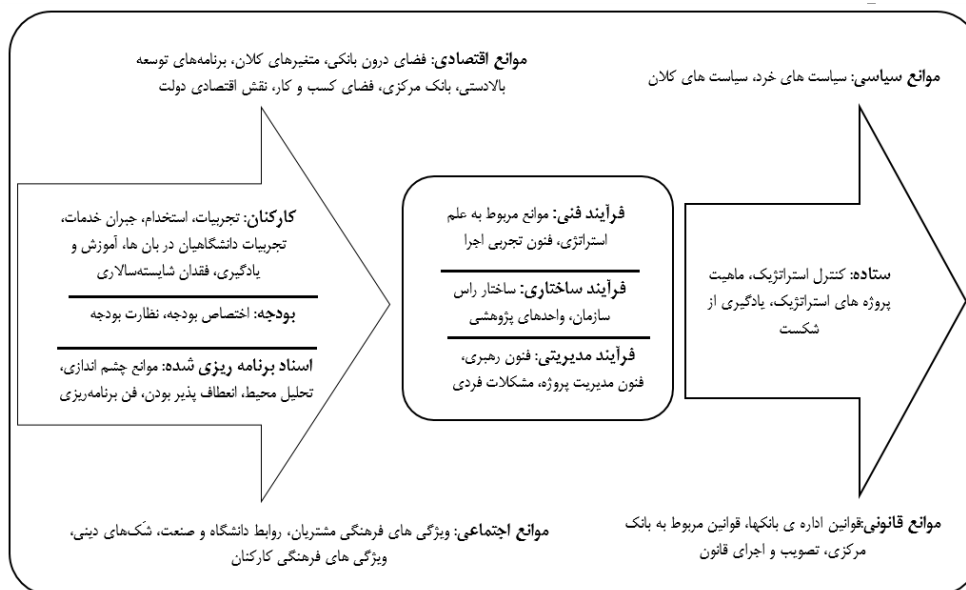 موانع اقتصادی: فضای درون بانکی، متغیرهای کلان، برنامه‌های توسعه
بالادستی، بانک مرکزی، فضای کسب و کار، نقش اقتصادی دولت
موانع سیاسی: سیاست های خرد، سیاست های کلان
کارکنان: تجربیات، استخدام، جبران خدمات،
تجربیات دانشگاهیان در بان ها، آموزش و
یادگیری، فقدان شایسته‌سالاری
بودجه: اختصاص بودجه، نظارت بودجه
اسناد برنامه ریزی شده: موانع چشم اندازی،
تحلیل محیط، انعطاف پذیر بودن، فن برنامه‌ریزی
فرآیند فنی: موانع مربوط به علم
استراتژی، فنون تجربی اجرا
فرآیند ساختاری: ساختار راس
سازمان، واحدهای پژوهشی
فرآیند مدیریتی: فنون رهبری،
فنون مدیریت پروژه، مشکلات فردی
ستاده: کنترل استراتژیک، ماهیت
پروژه های استراتژیک، یادگیری از
شکست
موانع اجتماعی: ویژگی های فرهنگی مشتریان، روابط دانشگاه و صنعت، شک‌های دینی،
ویژگی های فرهنگی کارکنان
موانع قانونی:قوانین اداره ی بانکها، قوانین مربوط به بانک
مرکزی، تصویب و اجرای قانون